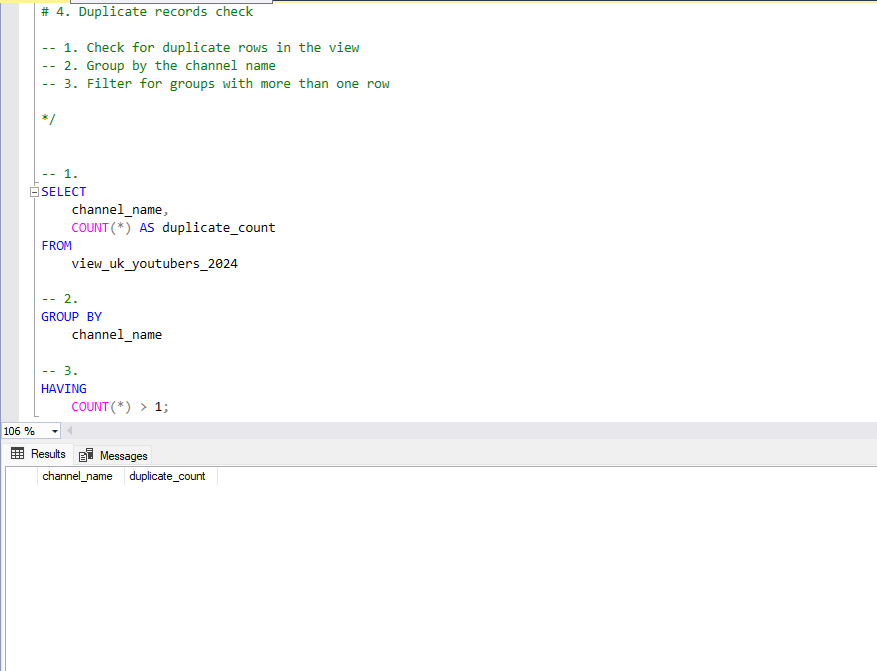 # 4. Duplicate records check
-- 1. Check for duplicate rows in the view
-- 2. Group by the channel name
-- 3. Filter for groups with more than one row
*/
-- 1.
SELECT
channel_name,
COUNT(*) AS duplicate_count
FROM
view_uk_youtubers_2024
-- 2.
GROUP BY
channel_name
-- 3.
HAVING
COUNT(*) > 1;
106 %
Results Messages
channel_name duplicate_count